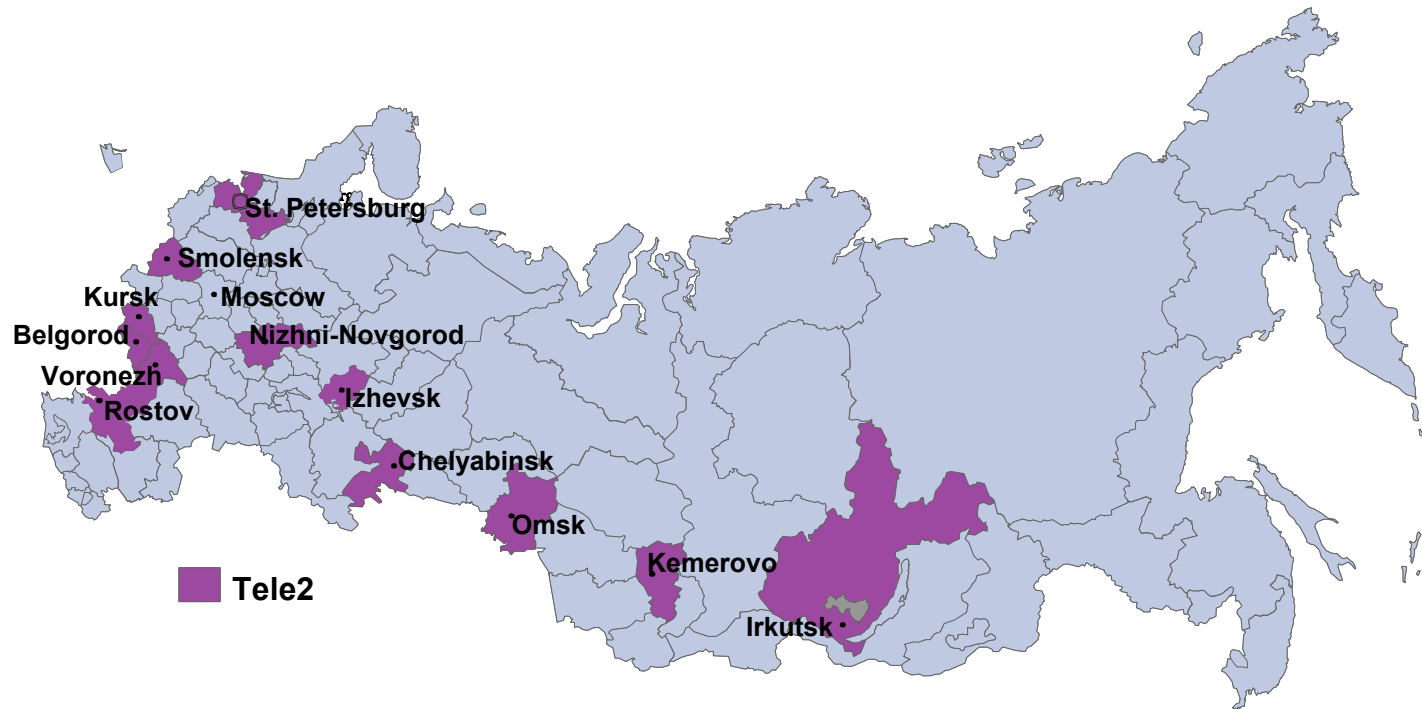 St. Petersburg
Smolensk
Kursk
Moscow
Belgorod
Nizhni-Novgorod
Voronezh
Izhevsk
Rostov
Chelyabinsk
Omsk
Kemerovo
Tele2
Irkutsk